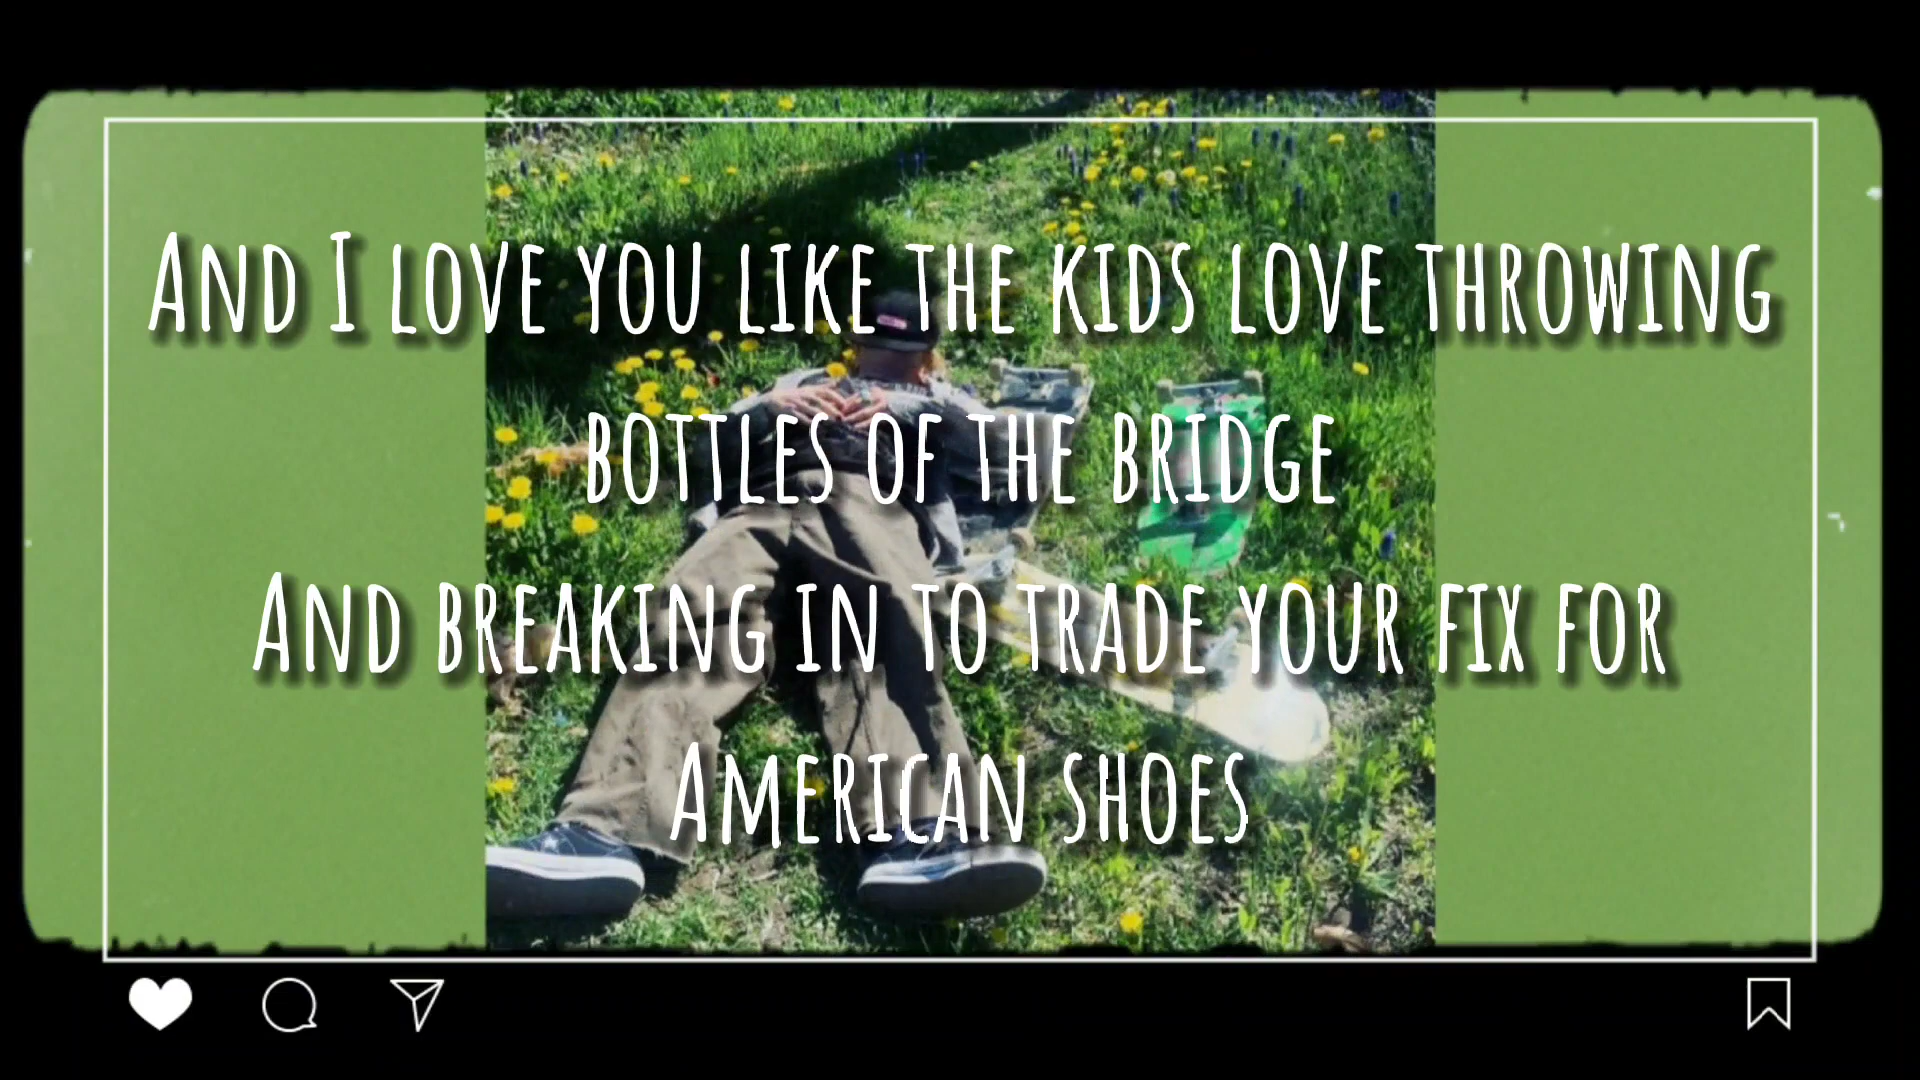 And I love you like the kids love throwing
bottles of the bridge
And breaking in to trade your fix for
American shoes